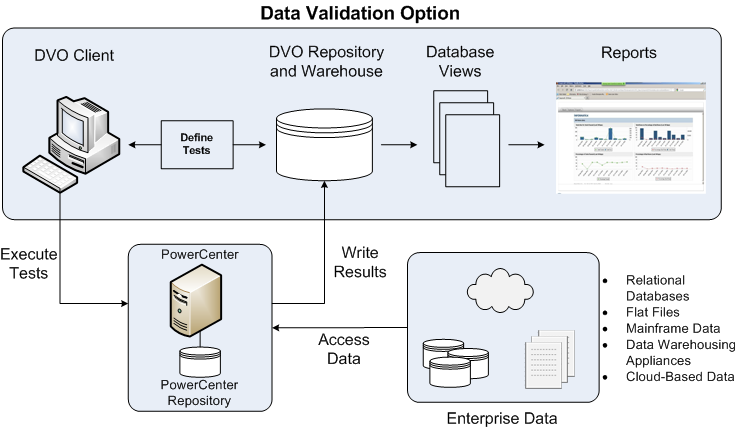 Data Validation Option
DVO Client
DVO Repository
and Warehouse
Database
Views
Reports
Define
Tests
Execute
Tests
PowerCenter
PowerCenter
Repository
Write
Results
Access
Data
Enterprise Data
• Relational
Databases
• Flat Files
• Mainframe Data
• Data Warehousing
Appliances
• Cloud-Based Data